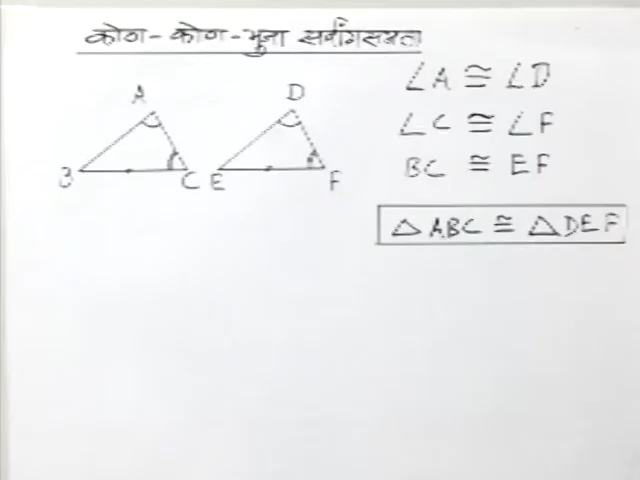 कोण-कोण-भुजा सर्वांगसमता
∠A ≅ ∠D
∠C ≅ ∠F
BC ≅ EF
△ABC ≅ △DEF
A
B
C
D
E
F